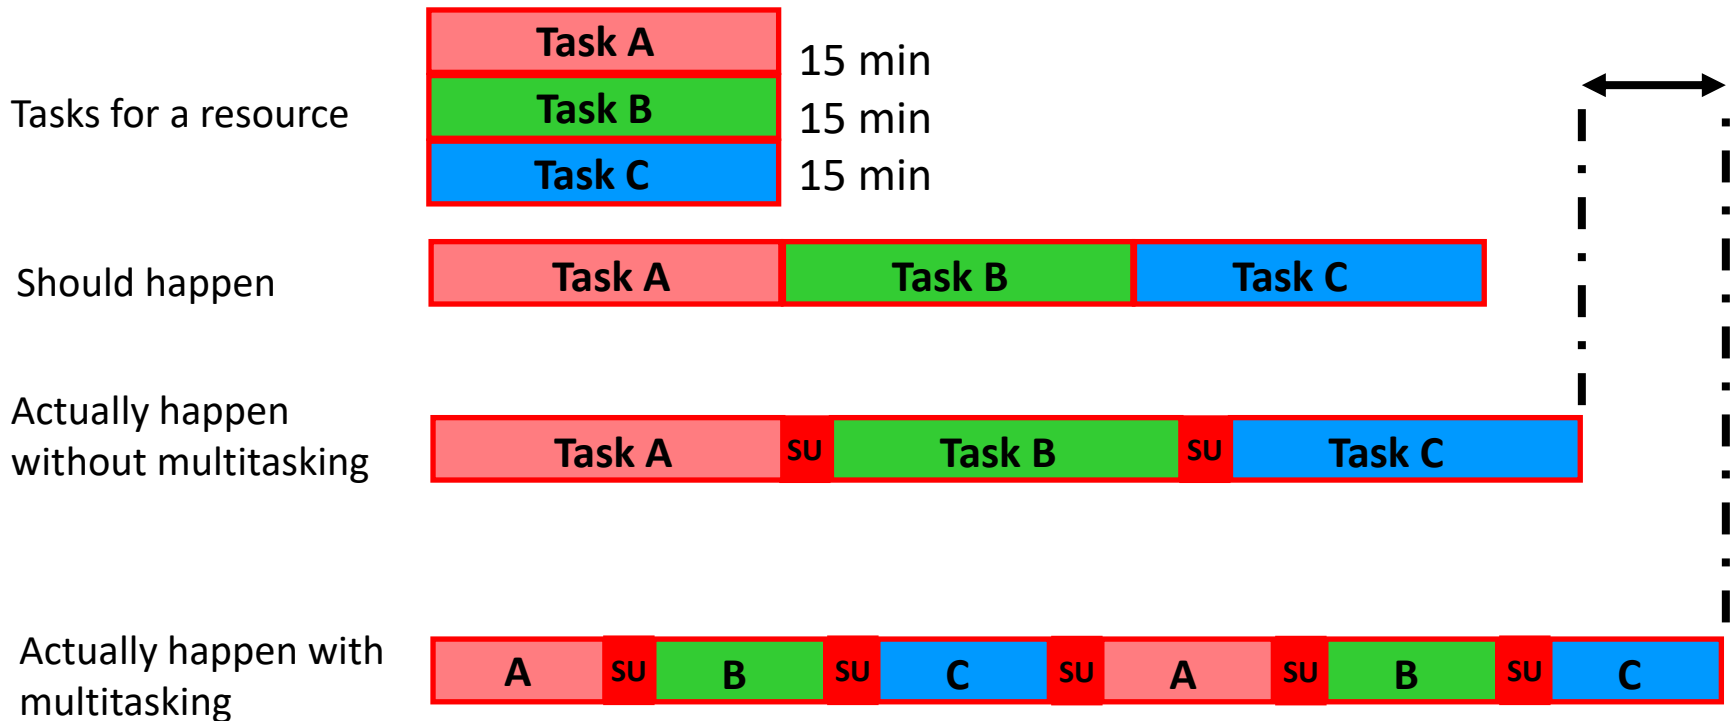 Tasks for a resource
Task A
15 min
Task B
15 min
Task C
15 min
Should happen
Task A
Task B
Task C
Actually happen
without multitasking
Task A
SU
Task B
SU
Task C
Actually happen with
multitasking
A
SU
B
SU
C
SU
A
SU
B
SU
C